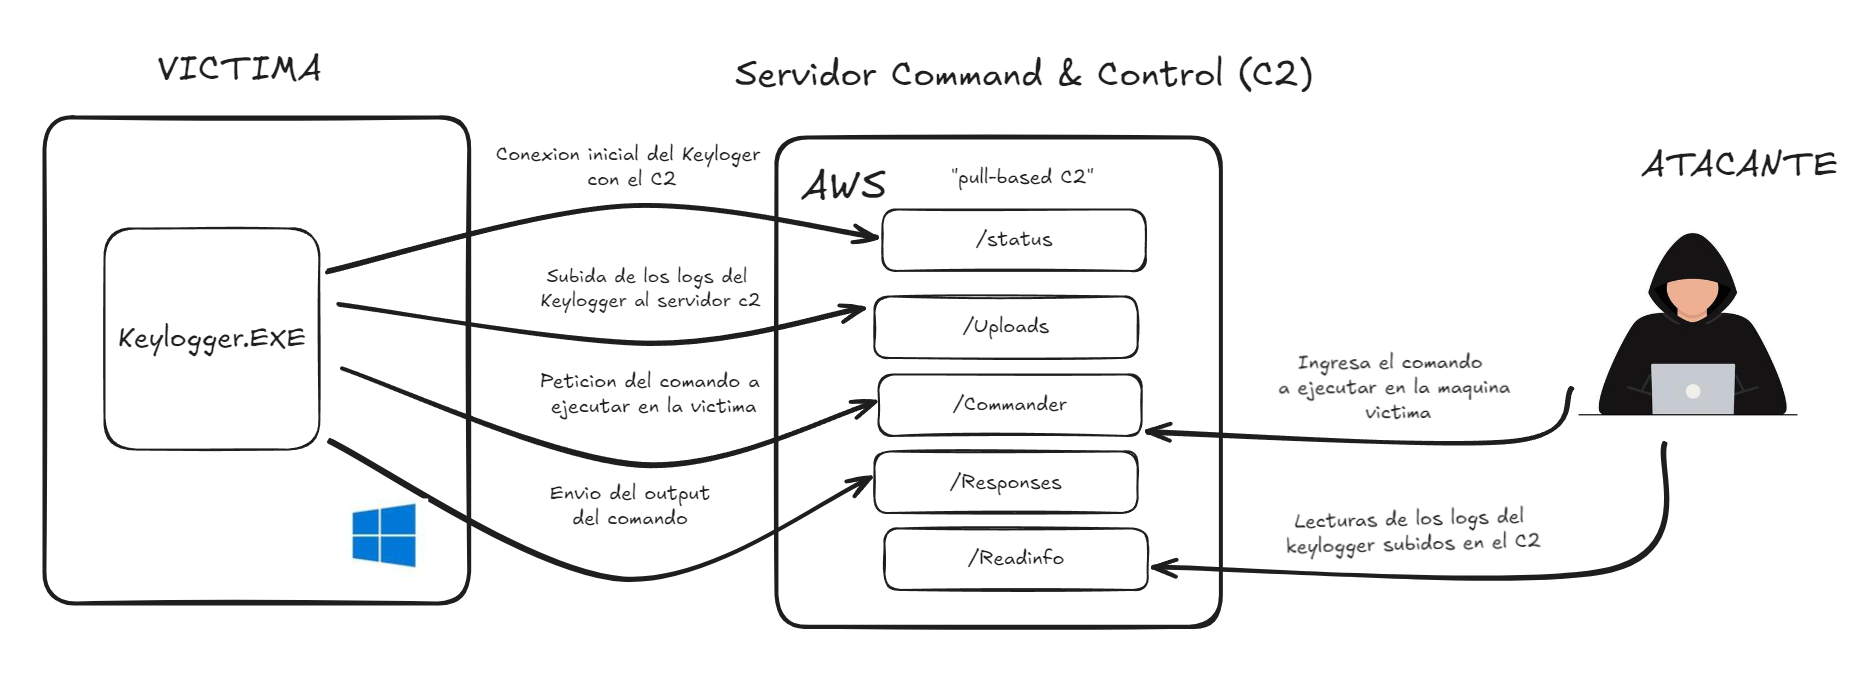 VICTIMA
Servidor Command & Control (C2)
ATACANTE
Conexion inicial del Keyloger
con el C2
AWS
"pull-based C2"
/status
Subida de los logs del
Keylogger al servidor c2
/Uploads
Keylogger.EXE
Peticion del comando a
ejecutar en la victima
/Commander
Ingresa el comando
a ejecutar en la maquina
victima
Envio del output
del comando
/Responses
Lecturas de los logs del
keylogger subidos en el C2
/Readinfo